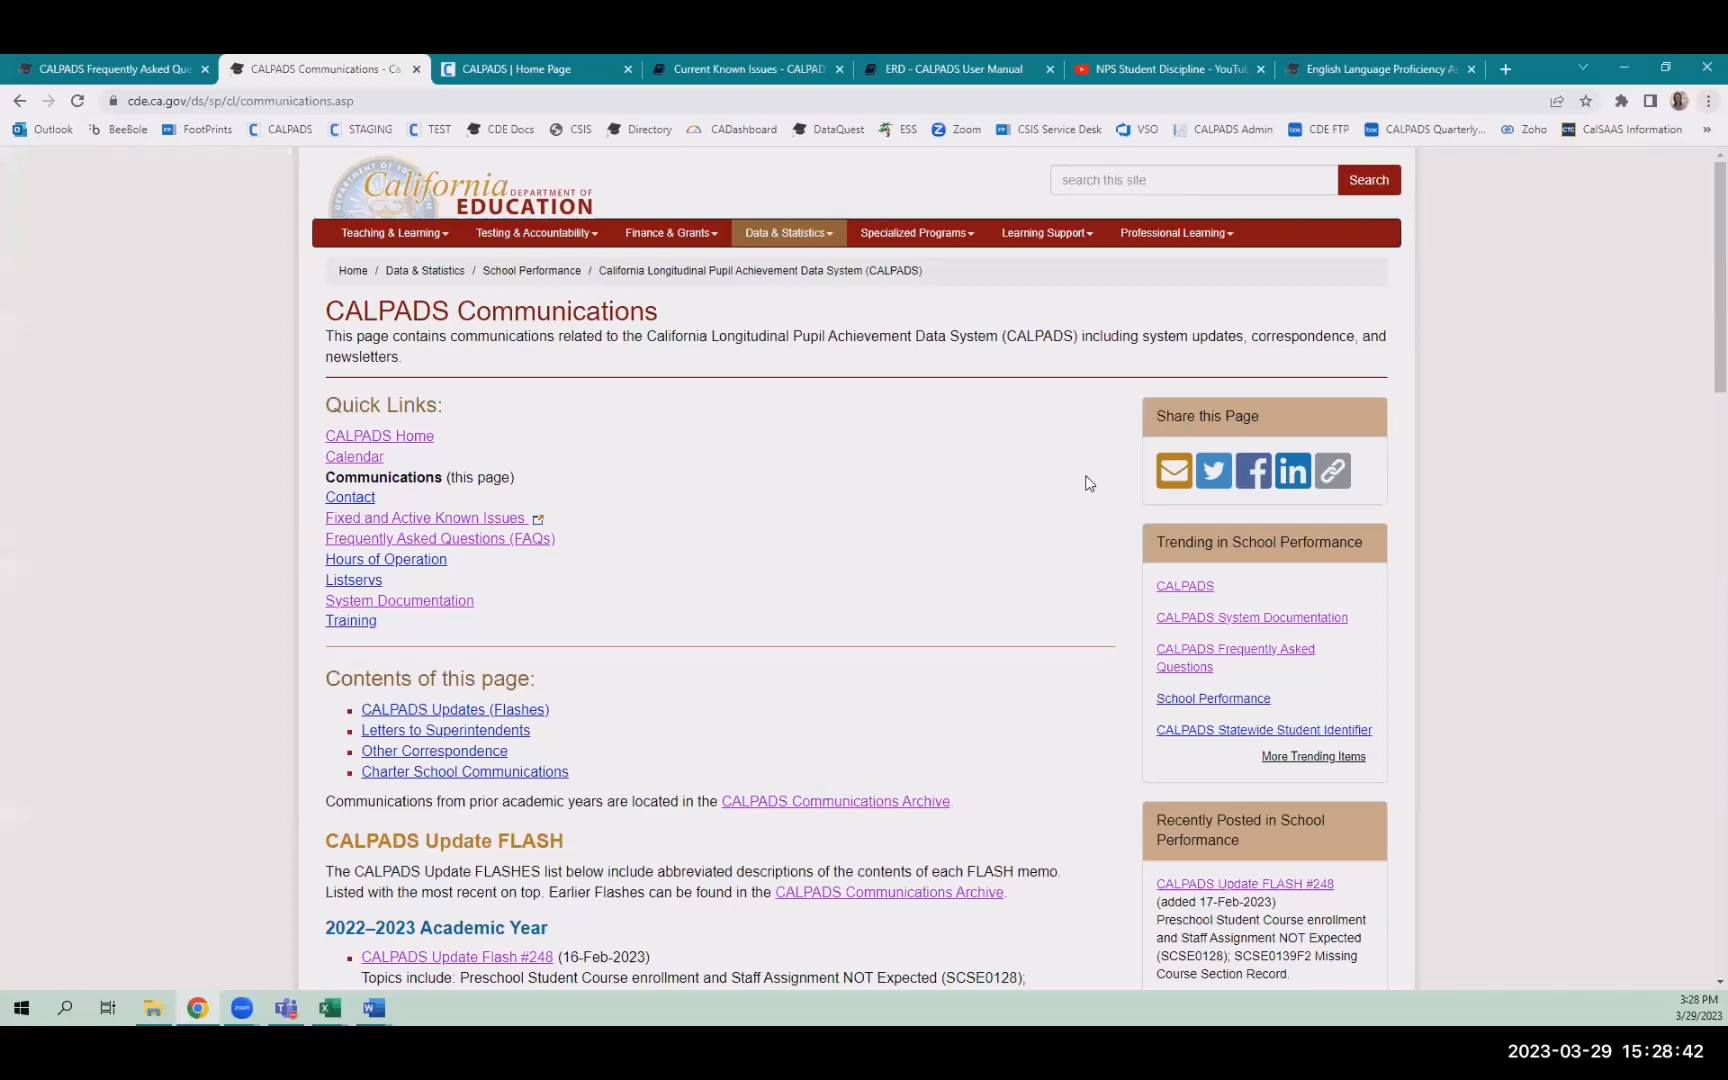 CALPADS Frequently Asked Que
CALPADS Communications - Ca
CALPADS | Home Page
Current Known Issues - CALPAD
ERD - CALPADS User Manual
NPS Student Discipline - YouTu
English Language Proficiency As
cde.ca.gov/ds/sp/cl/communications.asp
Outlook
BeeBole
FootPrints
CALPADS
STAGING
TEST
CDE Docs
CSIS
Directory
CADashboard
DataQuest
ESS
Zoom
CSIS Service Desk
VSO
CALPADS Admin
CDE FTP
CALPADS Quarterly...
Zoho
CalSAAS Information
California DEPARTMENT OF
EDUCATION
search this site
Search
Teaching & Learning
Testing & Accountability
Finance & Grants
Data & Statistics
Specialized Programs
Learning Support
Professional Learning
Home / Data & Statistics / School Performance / California Longitudinal Pupil Achievement Data System (CALPADS)
CALPADS Communications
This page contains communications related to the California Longitudinal Pupil Achievement Data System (CALPADS) including system updates, correspondence, and
newsletters.
Quick Links:
CALPADS Home
Calendar
Communications (this page)
Contact
Fixed and Active Known Issues
Frequently Asked Questions (FAQs)
Hours of Operation
Listservs
System Documentation
Training
Contents of this page:
CALPADS Updates (Flashes)
Letters to Superintendents
Other Correspondence
Charter School Communications
Communications from prior academic years are located in the CALPADS Communications Archive.
CALPADS Update FLASH
The CALPADS Update FLASHES list below include abbreviated descriptions of the contents of each FLASH memo.
Listed with the most recent on top. Earlier Flashes can be found in the CALPADS Communications Archive.
2022–2023 Academic Year
CALPADS Update Flash #248 (16-Feb-2023)
Topics include: Preschool Student Course enrollment and Staff Assignment NOT Expected (SCSE0128);
Share this Page
Trending in School Performance
CALPADS
CALPADS System Documentation
CALPADS Frequently Asked
Questions
School Performance
CALPADS Statewide Student Identifier
More Trending Items
Recently Posted in School
Performance
CALPADS Update FLASH #248
(added 17-Feb-2023)
Preschool Student Course enrollment
and Staff Assignment NOT Expected
(SCSE0128); SCSE0139F2 Missing
Course Section Record.
3:28 PM
3/29/2023
2023-03-29 15:28:42